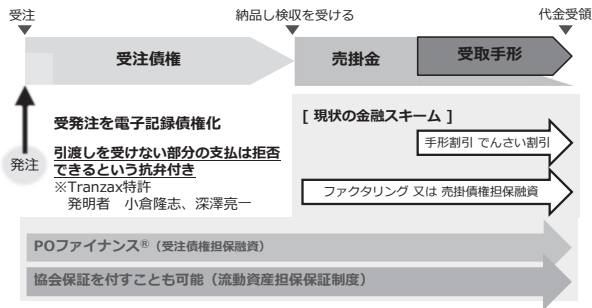 受注
納品し検収を受ける
代金受領
受注債権
売掛金
受取手形
発注
受発注を電子記録債権化
引渡しを受けない部分の支払は拒否
できるという抗弁付き
※Tranzax特許
発明者　小倉隆志、深澤亮一
[ 現状の金融スキーム ]
手形割引 でんさい割引
ファクタリング 又は 売掛債権担保融資
POファイナンス®（受注債権担保融資）
協会保証を付すことも可能（流動資産担保保証制度）